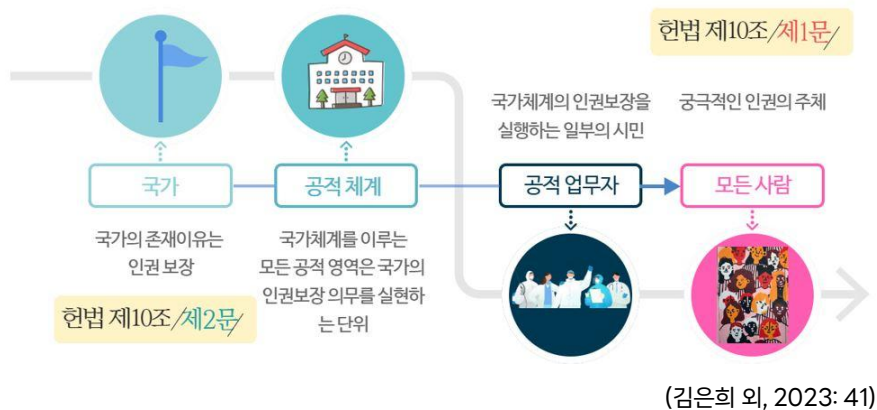 헌법 제10조/제1문/
국가체계의 인권보장을
실행하는 일부의 시민
궁극적인 인권의 주체
국가
공적 체계
공적 업무자
모든 사람
국가의 존재이유는
인권 보장
국가체계를 이루는
모든 공적 영역은 국가의
인권보장 의무를 실현하
는 단위
헌법 제10조/제2문/
(김은희 외, 2023: 41)